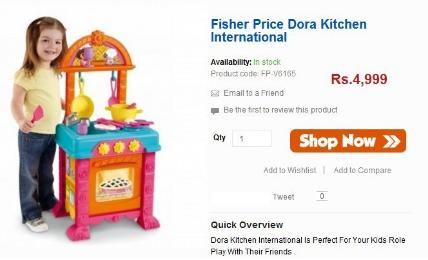 Fisher Price Dora Kitchen
International
Availability: In stock
Product code: FP-V6165
Rs.4,999
Email to a Friend
Be the first to review this product
Qty 1
Shop Now
Add to Wishlist | Add to Compare
Tweet 0
Quick Overview
Dora Kitchen International Is Perfect For Your Kids Role
Play With Their Friends .